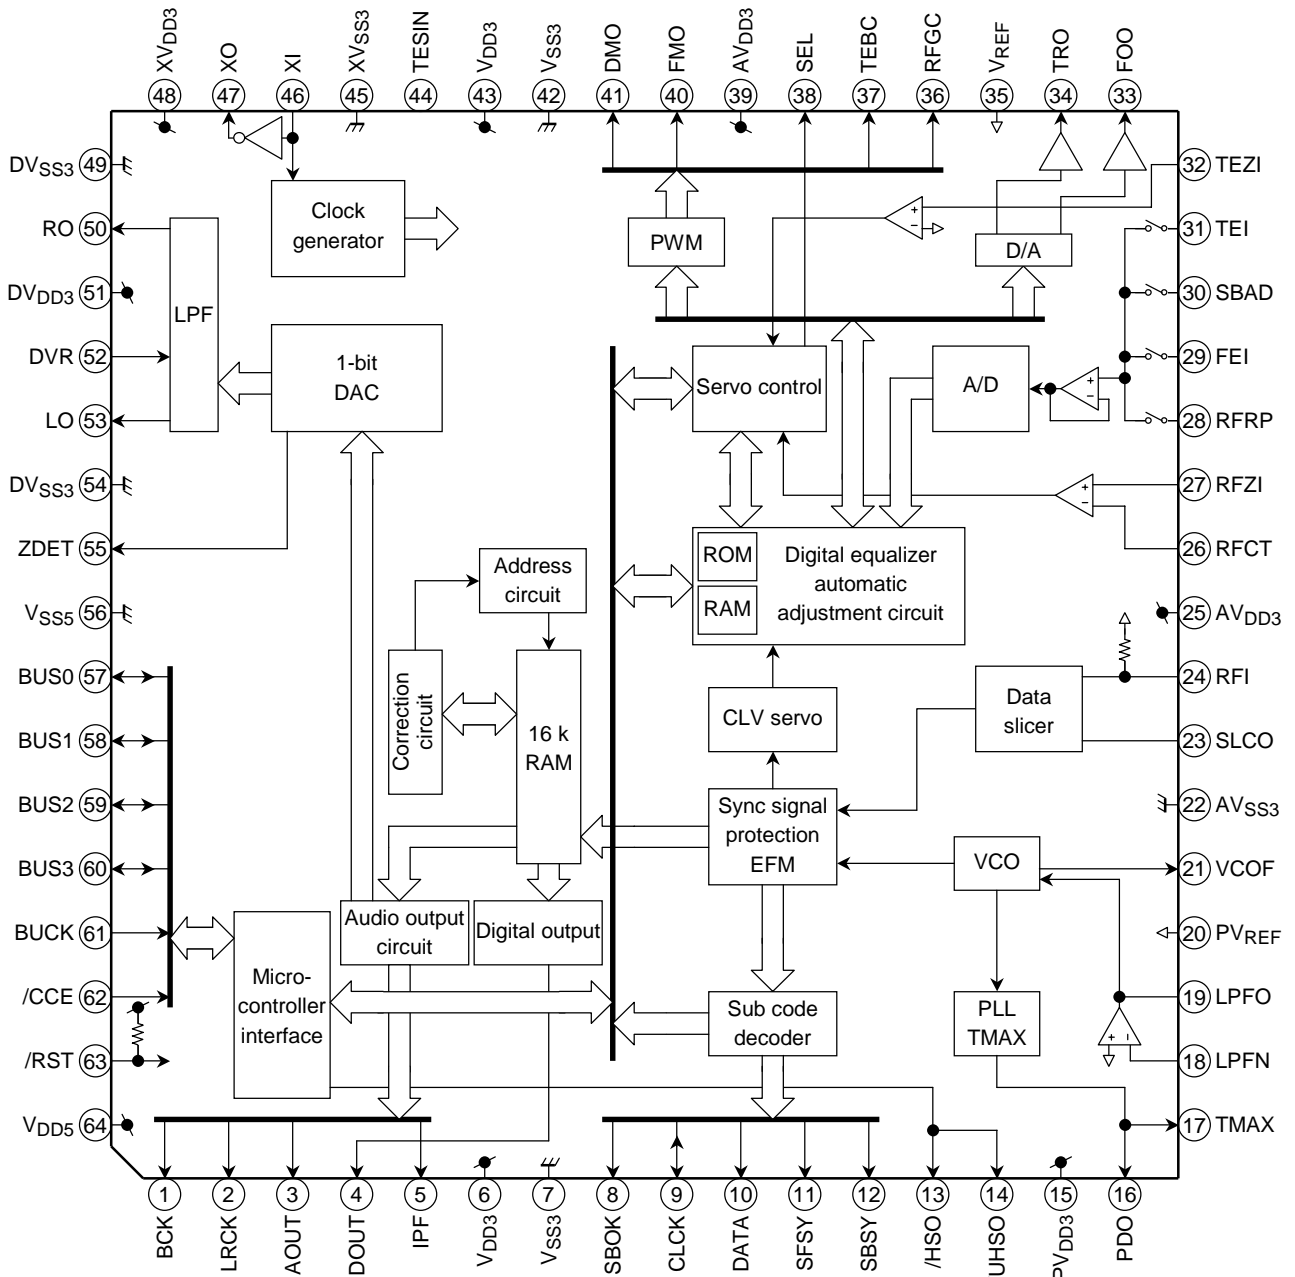 XVDD3
XO
XI
XVSS3
TESIN
VDD3
VSS3
DMO
FMO
AVDD3
SEL
TEBC
RFGC
VREF
TRO
FOO
48
47
46
45
44
43
42
41
40
39
38
37
36
35
34
33
DVSS3 49
RO 50
DVDD3 51
DVR 52
LO 53
DVSS3 54
ZDET 55
VSS5 56
BUS0 57
BUS1 58
BUS2 59
BUS3 60
BUCK 61
/CCE 62
/RST 63
VDD5 64
Clock
generator
LPF
1-bit
DAC
PWM
+
−
D/A
Servo control
A/D
+
−
+
−
ROM
RAM
Digital equalizer
automatic
adjustment circuit
Address
circuit
Correction
circuit
16 k
RAM
CLV servo
Data
slicer
Sync signal
protection
EFM
VCO
Audio output
circuit
Digital output
Micro-
controller
interface
Sub code
decoder
PLL
TMAX
+
−
32 TEZI
31 TEI
30 SBAD
29 FEI
28 RFRP
27 RFZI
26 RFCT
25 AVDD3
24 RFI
23 SLCO
22 AVSS3
21 VCOF
20 PVREF
19 LPFO
18 LPFN
17 TMAX
1
2
3
4
5
6
7
8
9
10
11
12
13
14
15
16
BCK
LRCK
AOUT
DOUT
IPF
VDD3
VSS3
SBOK
CLCK
DATA
SFSY
SBSY
/HSO
UHSO
PVDD3
PDO